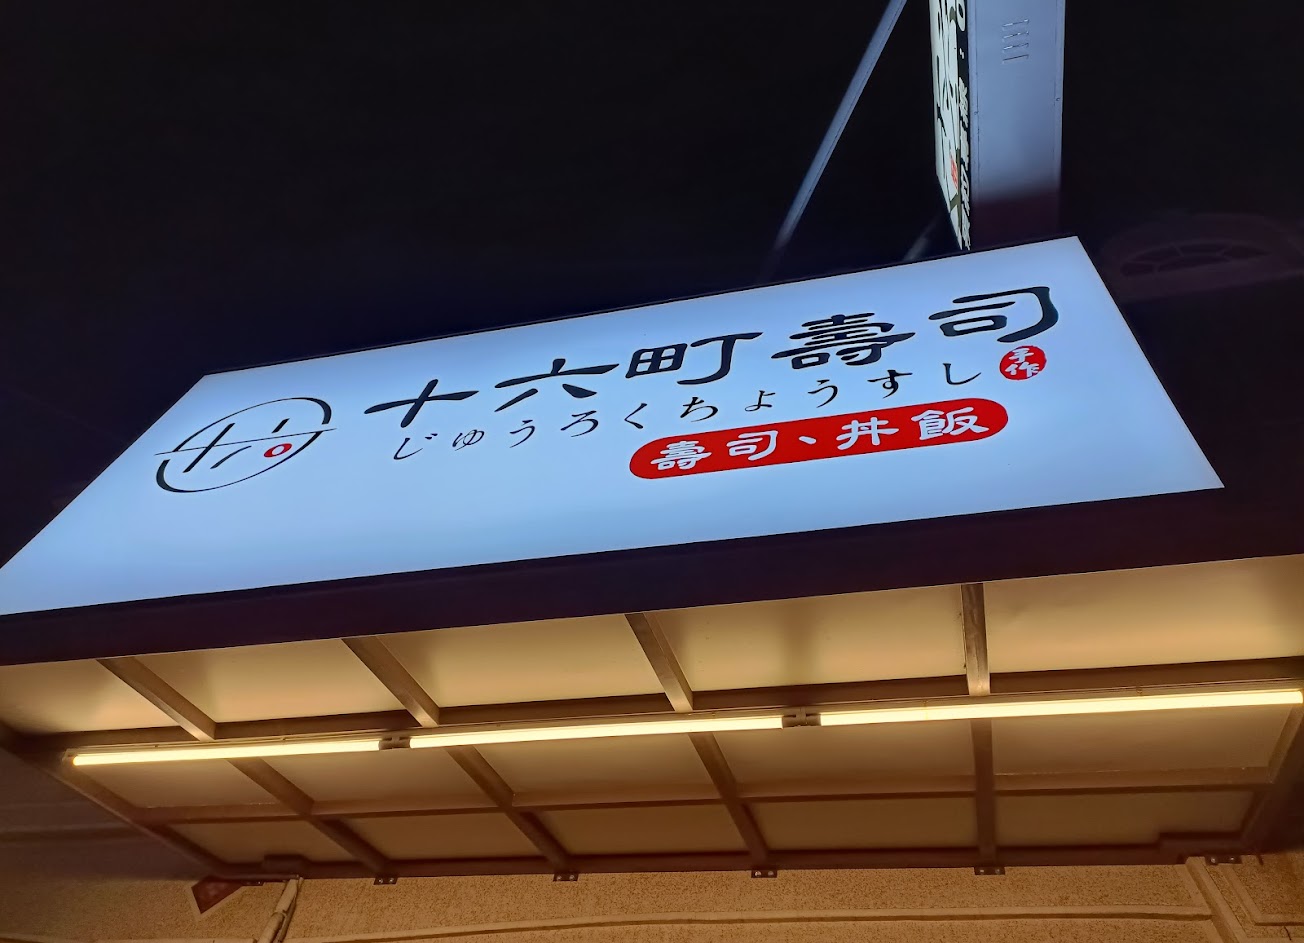 十六町壽司
じゅうろくちょうすし
手作
壽司、丼飯